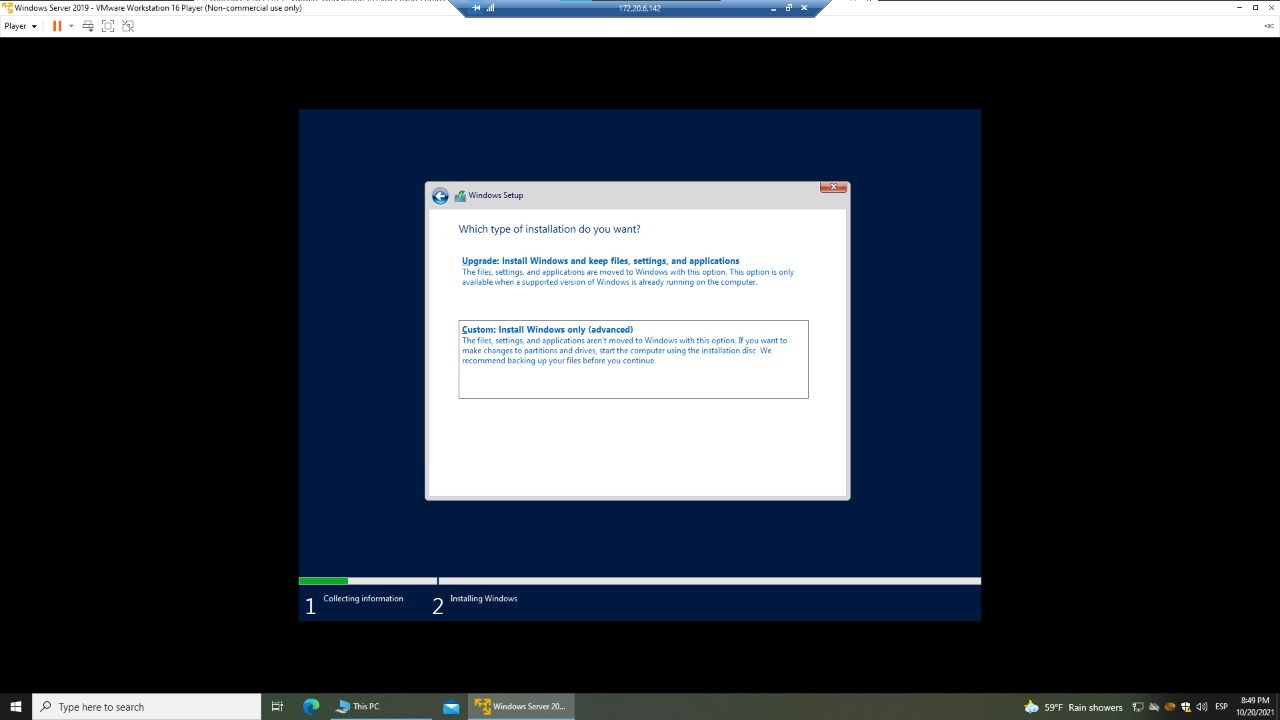 Windows Server 2019 - VMware Workstation 16 Player (Non-commercial use only)
172.20.6.142
Player
Windows Setup
Which type of installation do you want?
Upgrade: Install Windows and keep files, settings, and applications
The files, settings, and applications are moved to Windows with this option. This option is only
available when a supported version of Windows is already running on the computer.
Custom: Install Windows only (advanced)
The files, settings, and applications aren't moved to Windows with this option. If you want to
make changes to partitions and drives, start the computer using the installation disc. We
recommend backing up your files before you continue.
1 Collecting information 2 Installing Windows
Type here to search
This PC
Windows Server 20...
59°F Rain showers
ESP
8:49 PM
10/20/2021